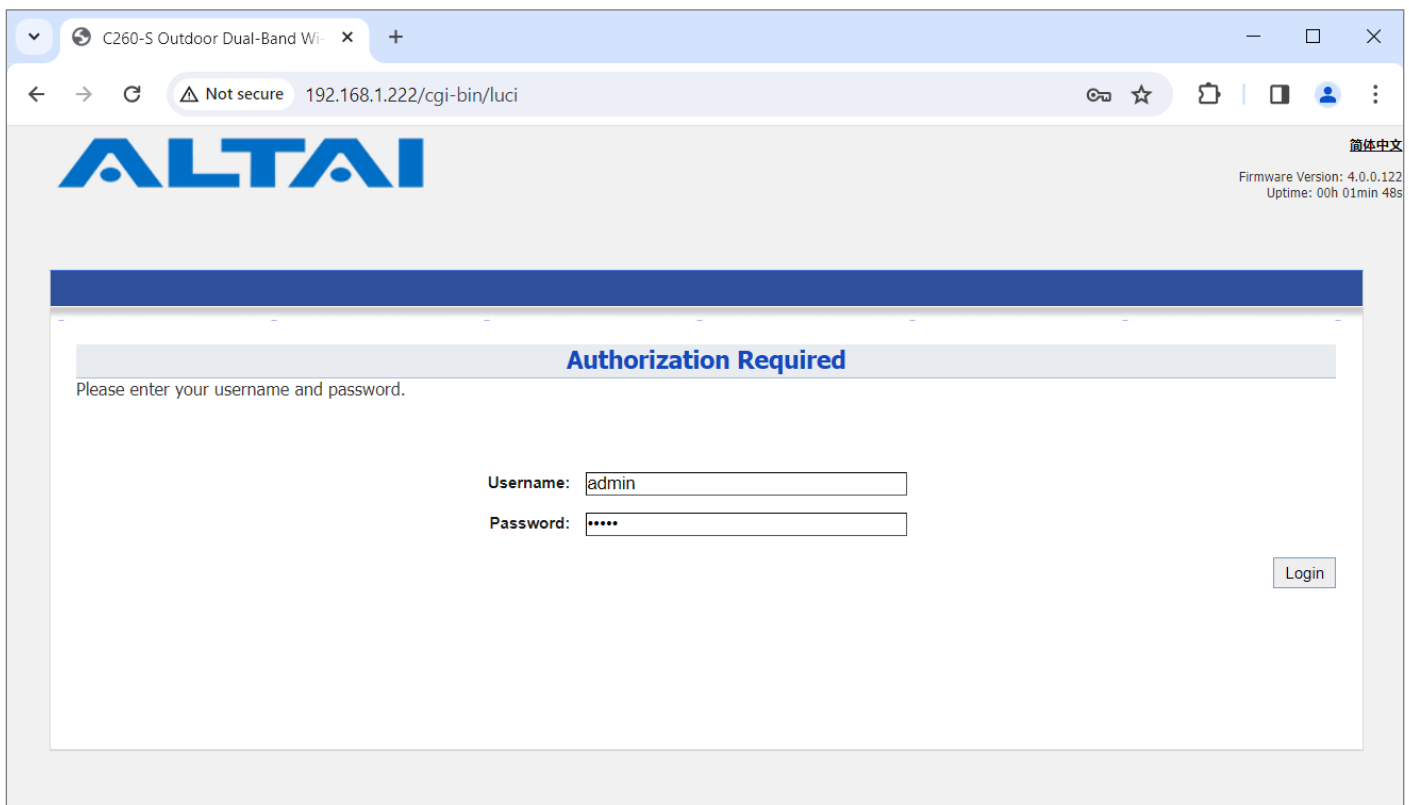 C260-S Outdoor Dual-Band Wi-
Not secure 192.168.1.222/cgi-bin/luci
ALTAI
简体中文
Firmware Version: 4.0.0.122
Uptime: 00h 01min 48s
Authorization Required
Please enter your username and password.
Username: admin
Password: •••••
Login